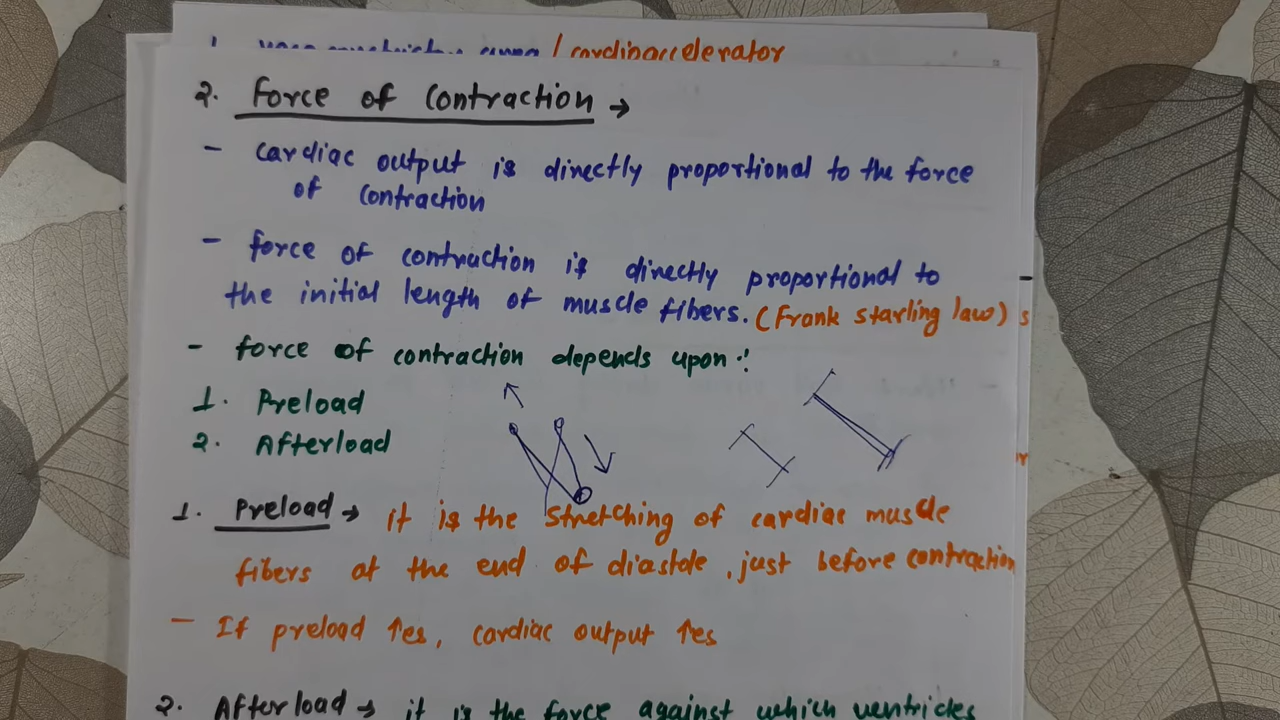 / cardioaccelerator
2. Force of Contraction →
- cardiac output is directly proportional to the force
of contraction
- force of contraction is directly proportional to
the initial length of muscle fibers. (Frank starling law) s
- force of contraction depends upon :
1. Preload
2. Afterload
1. Preload → it is the stretching of cardiac muscle
fibers at the end of diastole, just before contraction
- If preload ↑es, cardiac output ↑es
2. Afterload → it is the force against which ventricles